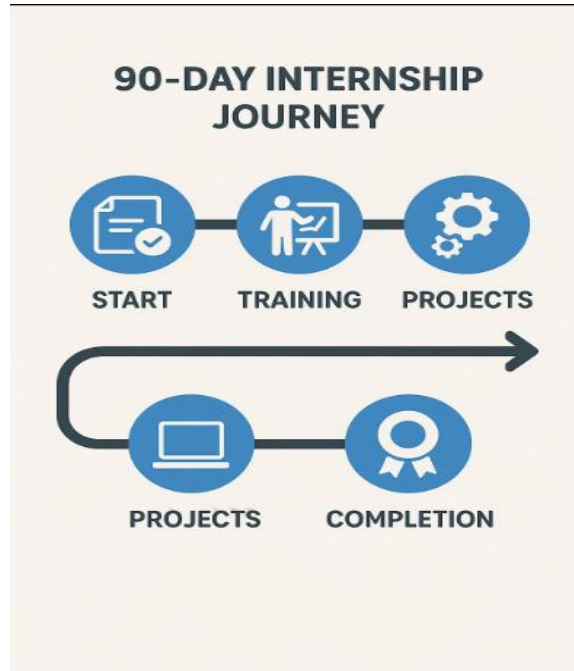 90-DAY INTERNSHIP
JOURNEY
START
TRAINING
PROJECTS
PROJECTS
COMPLETION